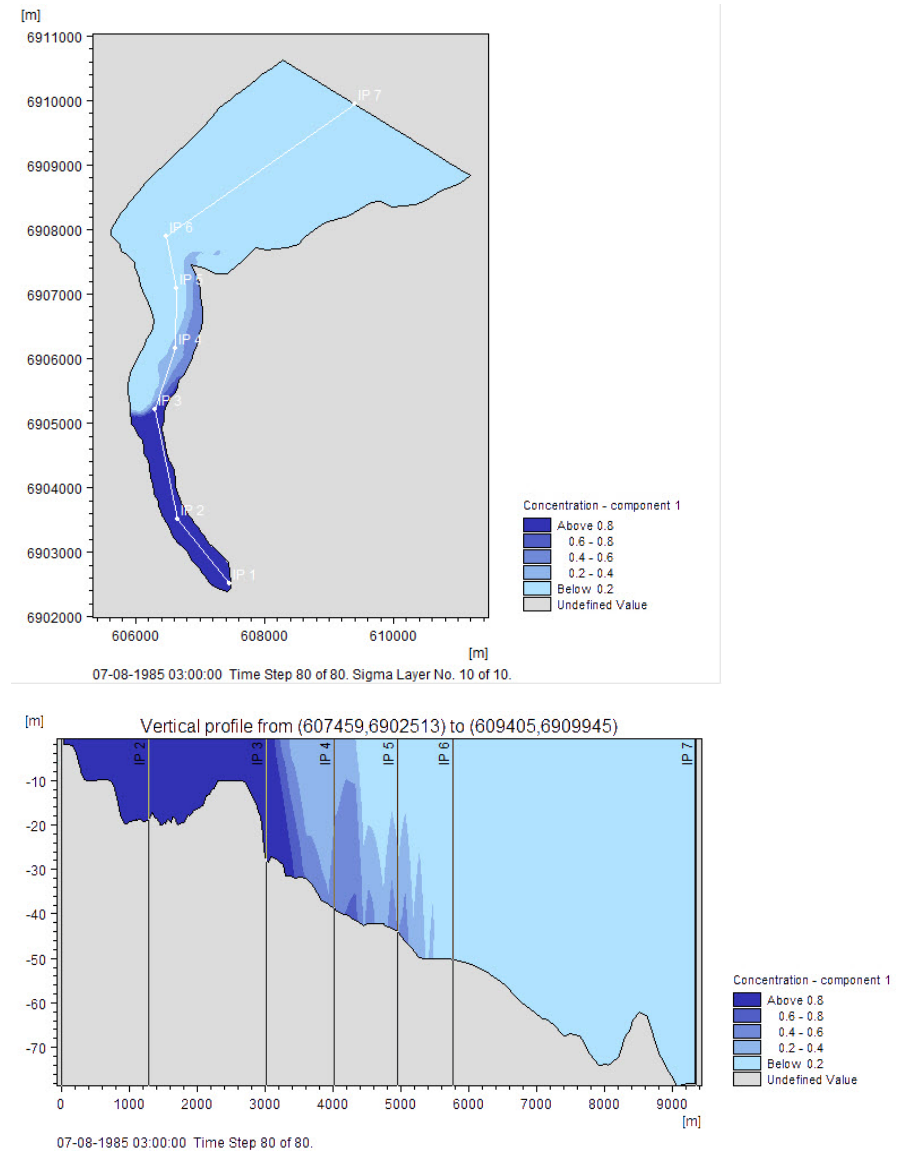 [m]
6911000
6910000
6909000
6908000
6907000
6906000
6905000
6904000
6903000
6902000
IP 7
IP 6
IP 5
IP 4
IP 3
IP 2
IP 1
606000 608000 610000
[m]
07-08-1985 03:00:00 Time Step 80 of 80. Sigma Layer No. 10 of 10.
Concentration - component 1
Above 0.8
0.6 - 0.8
0.4 - 0.6
0.2 - 0.4
Below 0.2
Undefined Value
[m]
Vertical profile from (607459,6902513) to (609405,6909945)
IP 2 IP 3 IP 4 IP 5 IP 6 IP 7
-10
-20
-30
-40
-50
-60
-70
0 1000 2000 3000 4000 5000 6000 7000 8000 9000
[m]
07-08-1985 03:00:00 Time Step 80 of 80.
Concentration - component 1
Above 0.8
0.6 - 0.8
0.4 - 0.6
0.2 - 0.4
Below 0.2
Undefined Value